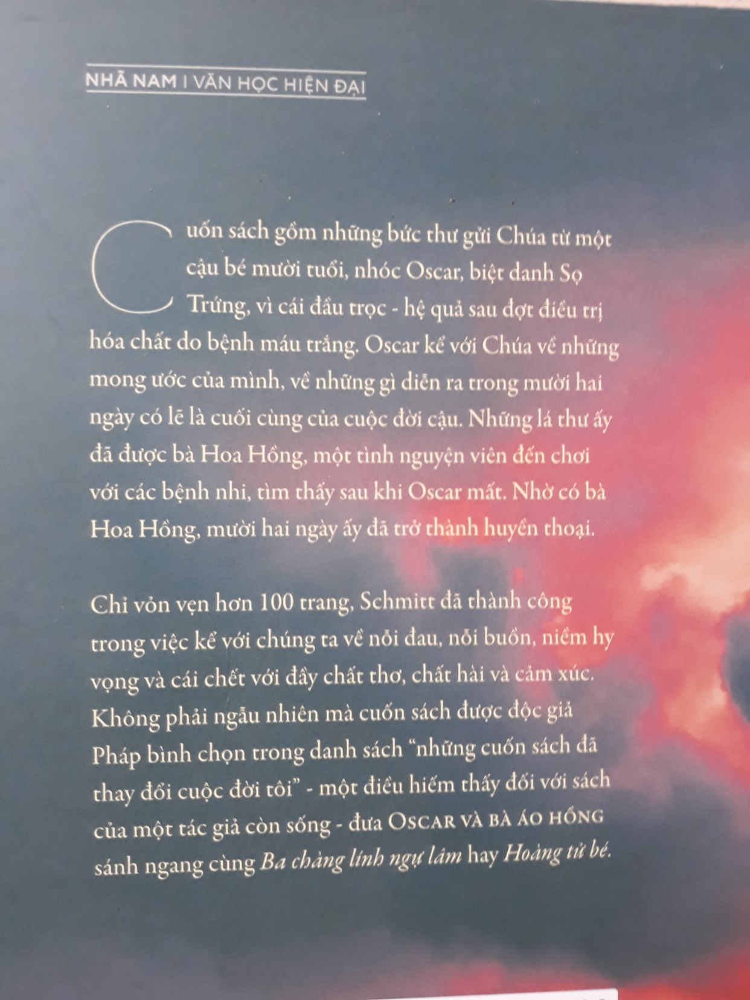 NHÃ NAM | VĂN HỌC HIỆN ĐẠI
Cuốn sách gồm những bức thư gửi Chúa từ một
cậu bé mười tuổi, nhóc Oscar, biệt danh Sọ
Trứng, vì cái đầu trọc - hệ quả sau đợt điều trị
hóa chất do bệnh máu trắng. Oscar kể với Chúa về những
mong ước của mình, về những gì diễn ra trong mười hai
ngày có lẽ là cuối cùng của cuộc đời cậu. Những lá thư ấy
đã được bà Hoa Hồng, một tình nguyện viên đến chơi
với các bệnh nhi, tìm thấy sau khi Oscar mất. Nhờ có bà
Hoa Hồng, mười hai ngày ấy đã trở thành huyền thoại.
Chỉ vỏn vẹn hơn 100 trang, Schmitt đã thành công
trong việc kể với chúng ta về nỗi đau, nỗi buồn, niềm hy
vọng và cái chết với đầy chất thơ, chất hài và cảm xúc.
Không phải ngẫu nhiên mà cuốn sách được độc giả
Pháp bình chọn trong danh sách “những cuốn sách đã
thay đổi cuộc đời tôi” - một điều hiếm thấy đối với sách
của một tác giả còn sống - đưa OSCAR VÀ BÀ ÁO HỒNG
sánh ngang cùng Ba chàng lính ngự lâm hay Hoàng tử bé.